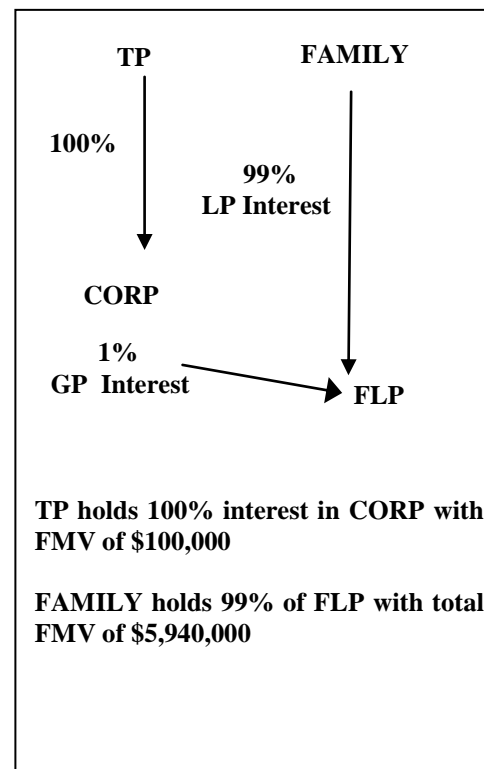 TP
FAMILY
100%
99%
LP Interest
CORP
1%
GP Interest
FLP
TP holds 100% interest in CORP with
FMV of $100,000
FAMILY holds 99% of FLP with total
FMV of $5,940,000